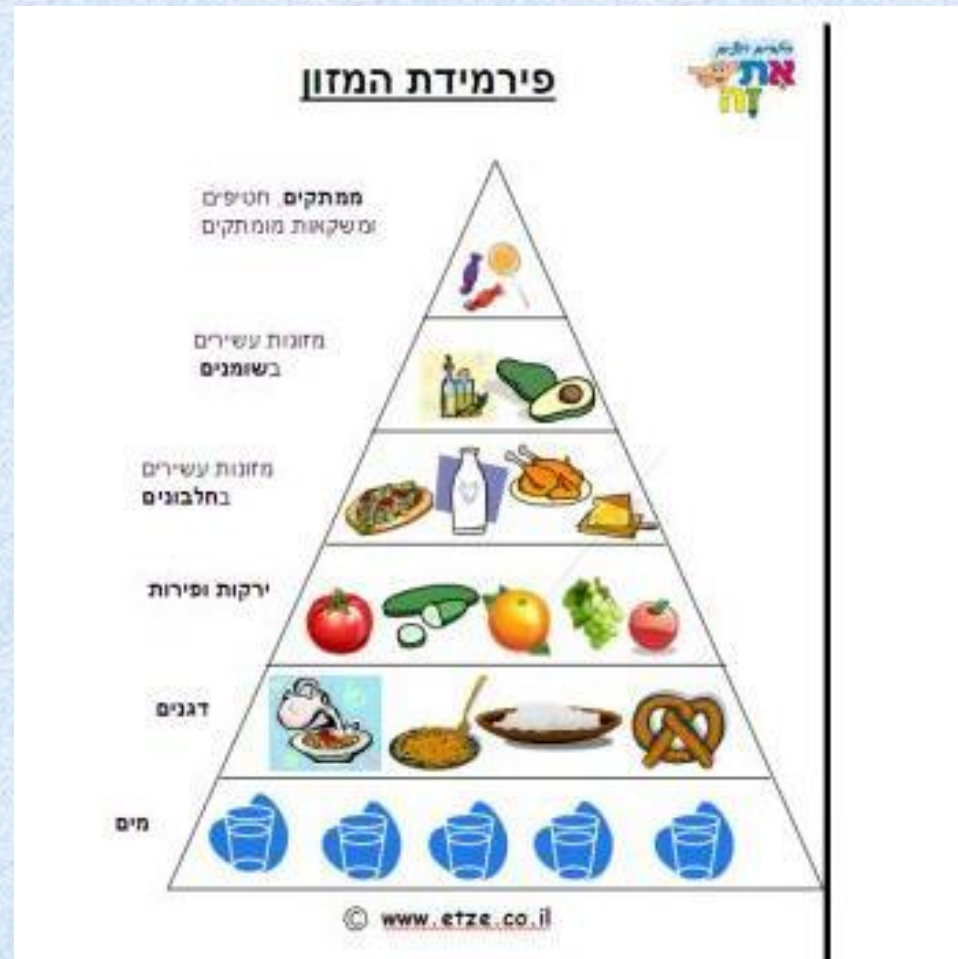 פירמידת המזון
את
זה
ממתקים, חטיפים
ומשקאות מומתקים
מזונות עשירים
בשומנים
מזונות עשירים
בחלבונים
ירקות ופירות
דגנים
מים
© www.etze.co.il